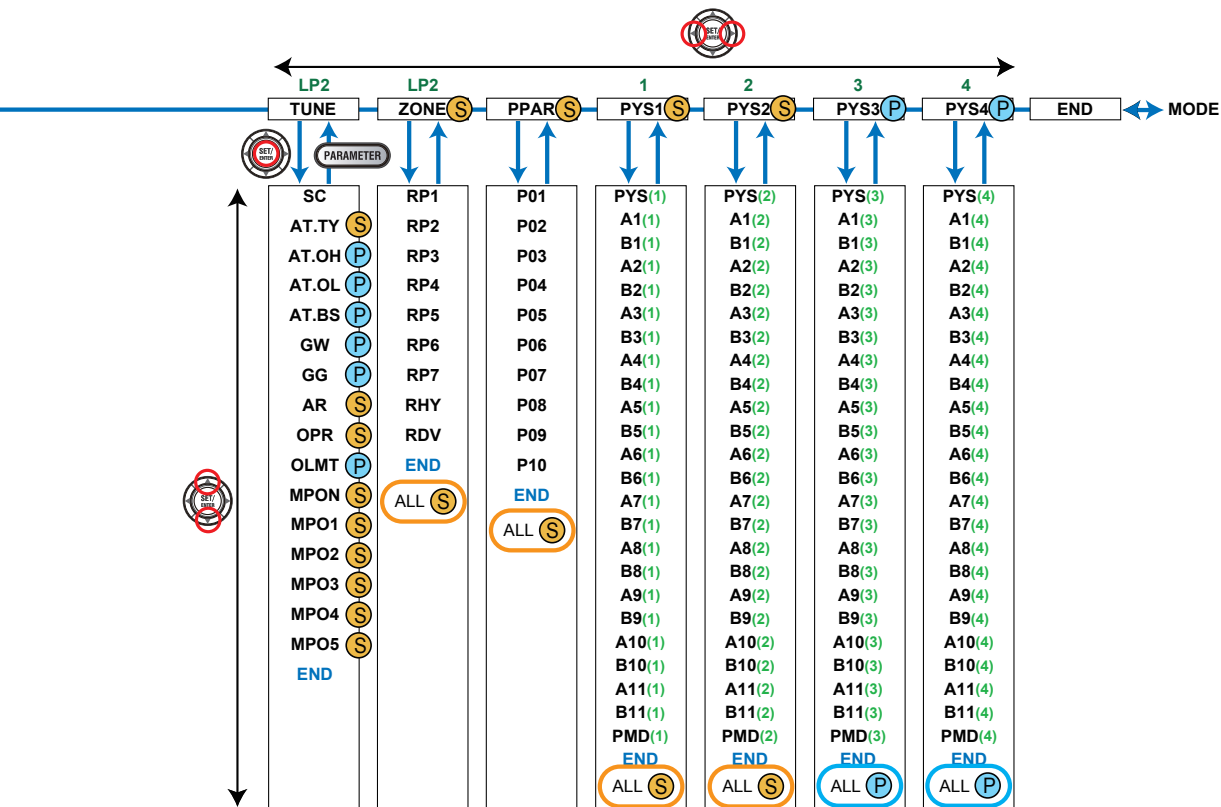 SET/
ENTER
LP2 LP2 1 2 3 4
TUNE ZONE S PPAR S PYS1 S PYS2 S PYS3 P PYS4 P END MODE
SET/
ENTER
PARAMETER
SC
AT.TY S
AT.OH P
AT.OL P
AT.BS P
GW P
GG P
AR S
OPR S
OLMT P
MPON S
MPO1 S
MPO2 S
MPO3 S
MPO4 S
MPO5 S
END
SET/
ENTER
RP1
RP2
RP3
RP4
RP5
RP6
RP7
RHY
RDV
END
ALL S
P01
P02
P03
P04
P05
P06
P07
P08
P09
P10
END
ALL S
PYS(1)
A1(1)
B1(1)
A2(1)
B2(1)
A3(1)
B3(1)
A4(1)
B4(1)
A5(1)
B5(1)
A6(1)
B6(1)
A7(1)
B7(1)
A8(1)
B8(1)
A9(1)
B9(1)
A10(1)
B10(1)
A11(1)
B11(1)
PMD(1)
END
ALL S
PYS(2)
A1(2)
B1(2)
A2(2)
B2(2)
A3(2)
B3(2)
A4(2)
B4(2)
A5(2)
B5(2)
A6(2)
B6(2)
A7(2)
B7(2)
A8(2)
B8(2)
A9(2)
B9(2)
A10(2)
B10(2)
A11(2)
B11(2)
PMD(2)
END
ALL S
PYS(3)
A1(3)
B1(3)
A2(3)
B2(3)
A3(3)
B3(3)
A4(3)
B4(3)
A5(3)
B5(3)
A6(3)
B6(3)
A7(3)
B7(3)
A8(3)
B8(3)
A9(3)
B9(3)
A10(3)
B10(3)
A11(3)
B11(3)
PMD(3)
END
ALL P
PYS(4)
A1(4)
B1(4)
A2(4)
B2(4)
A3(4)
B3(4)
A4(4)
B4(4)
A5(4)
B5(4)
A6(4)
B6(4)
A7(4)
B7(4)
A8(4)
B8(4)
A9(4)
B9(4)
A10(4)
B10(4)
A11(4)
B11(4)
PMD(4)
END
ALL P